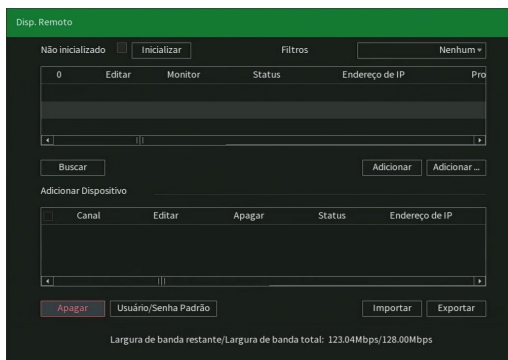 Disp. Remoto
Não inicializado Inicializar Filtros Nenhum
0 Editar Monitor Status Endereço de IP Pro
Buscar Adicionar Adicionar ...
Adicionar Dispositivo
Canal Editar Apagar Status Endereço de IP
Apagar Usuário/Senha Padrão Importar Exportar
Largura de banda restante/Largura de banda total: 123.04Mbps/128.00Mbps